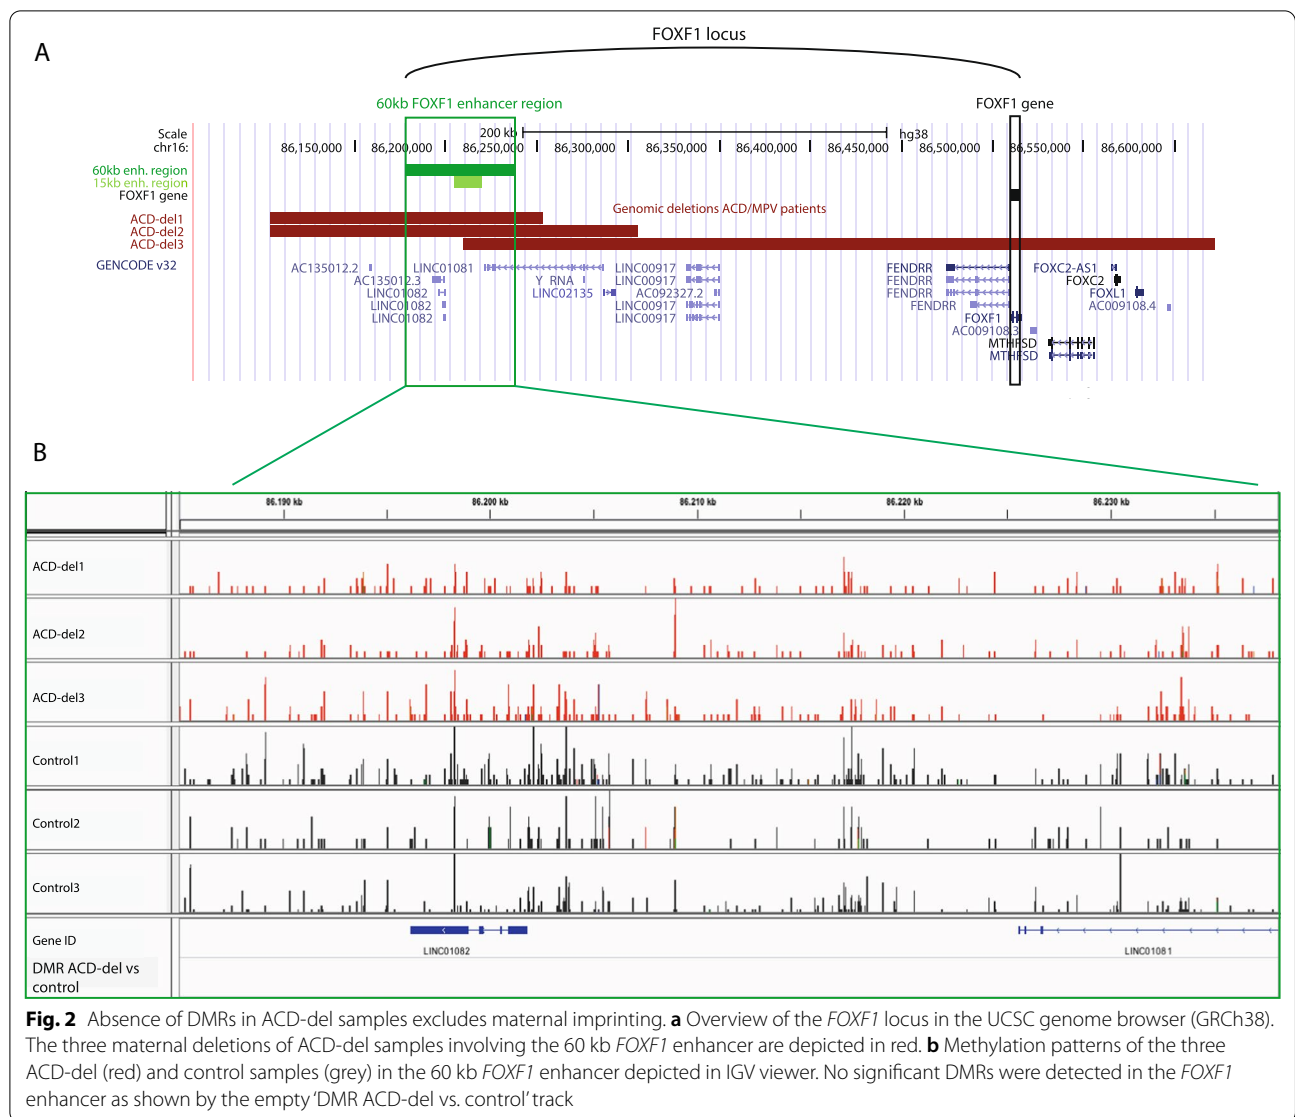 A
FOXF1 locus
60kb FOXF1 enhancer region
FOXF1 gene
Scale
200 kb
hg38
chr16:
86,150,000
86,200,000
86,250,000
86,300,000
86,350,000
86,400,000
86,450,000
86,500,000
86,550,000
86,600,000
60kb enh. region
15kb enh. region
FOXF1 gene
Genomic deletions ACD/MPV patients
ACD-del1
ACD-del2
ACD-del3
GENCODE v32
AC135012.2
LINC01081
LINC00917
FENDRR
FOXC2-AS1
AC135012.3
Y_RNA
LINC00917
FENDRR
FOXC2
LINC01082
LINC02135
AC092327.2
FENDRR
FOXL1
LINC01082
LINC00917
FENDRR
AC009108.4
LINC01082
LINC00917
FOXF1
AC009108.3
MTHFSD
MTHFSD
B
86.190 kb
86.200 kb
86.210 kb
86.220 kb
86.230 kb
ACD-del1
ACD-del2
ACD-del3
Control1
Control2
Control3
Gene ID
LINC01082
LINC01081
DMR ACD-del vs
control
Fig. 2 Absence of DMRs in ACD-del samples excludes maternal imprinting. a Overview of the FOXF1 locus in the UCSC genome browser (GRCh38).
The three maternal deletions of ACD-del samples involving the 60 kb FOXF1 enhancer are depicted in red. b Methylation patterns of the three
ACD-del (red) and control samples (grey) in the 60 kb FOXF1 enhancer depicted in IGV viewer. No significant DMRs were detected in the FOXF1
enhancer as shown by the empty ‘DMR ACD-del vs. control’ track